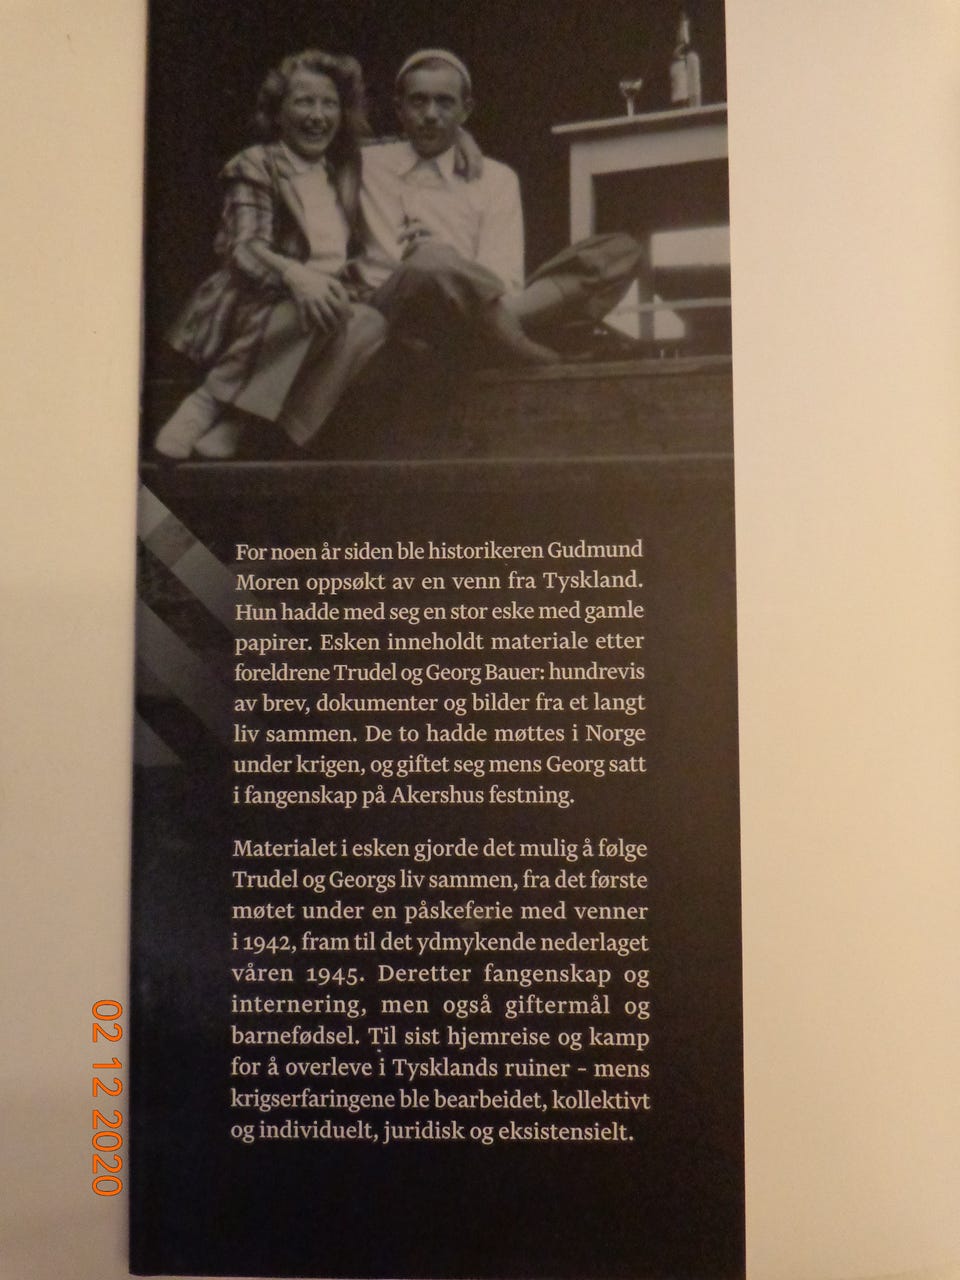 For noen år siden ble historikeren Gudmund
Moren oppsøkt av en venn fra Tyskland.
Hun hadde med seg en stor eske med gamle
papirer. Esken inneholdt materiale etter
foreldrene Trudel og Georg Bauer: hundrevis
av brev, dokumenter og bilder fra et langt
liv sammen. De to hadde møttes i Norge
under krigen, og giftet seg mens Georg satt
i fangenskap på Akershus festning.
Materialet i esken gjorde det mulig å følge
Trudel og Georgs liv sammen, fra det første
møtet under en påskeferie med venner
i 1942, fram til det ydmykende nederlaget
våren 1945. Deretter fangenskap og
internering, men også giftermål og
barnefødsel. Til sist hjemreise og kamp
for å overleve i Tysklands ruiner – mens
krigserfaringene ble bearbeidet, kollektivt
og individuelt, juridisk og eksistensielt.
02 12 2020